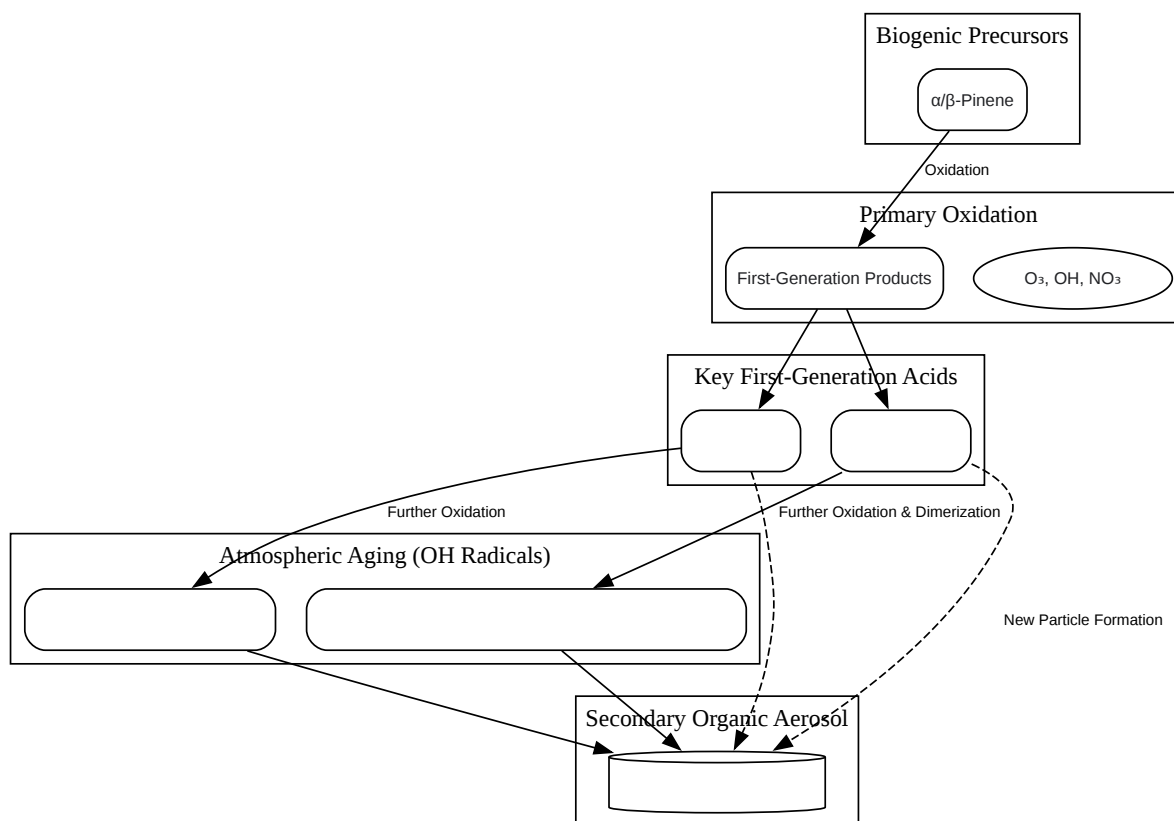 Biogenic Precursors
α/β-Pinene
Oxidation
Primary Oxidation
First-Generation Products
O₃, OH, NO₃
Key First-Generation Acids
Further Oxidation
Further Oxidation & Dimerization
Atmospheric Aging (OH Radicals)
New Particle Formation
Secondary Organic Aerosol